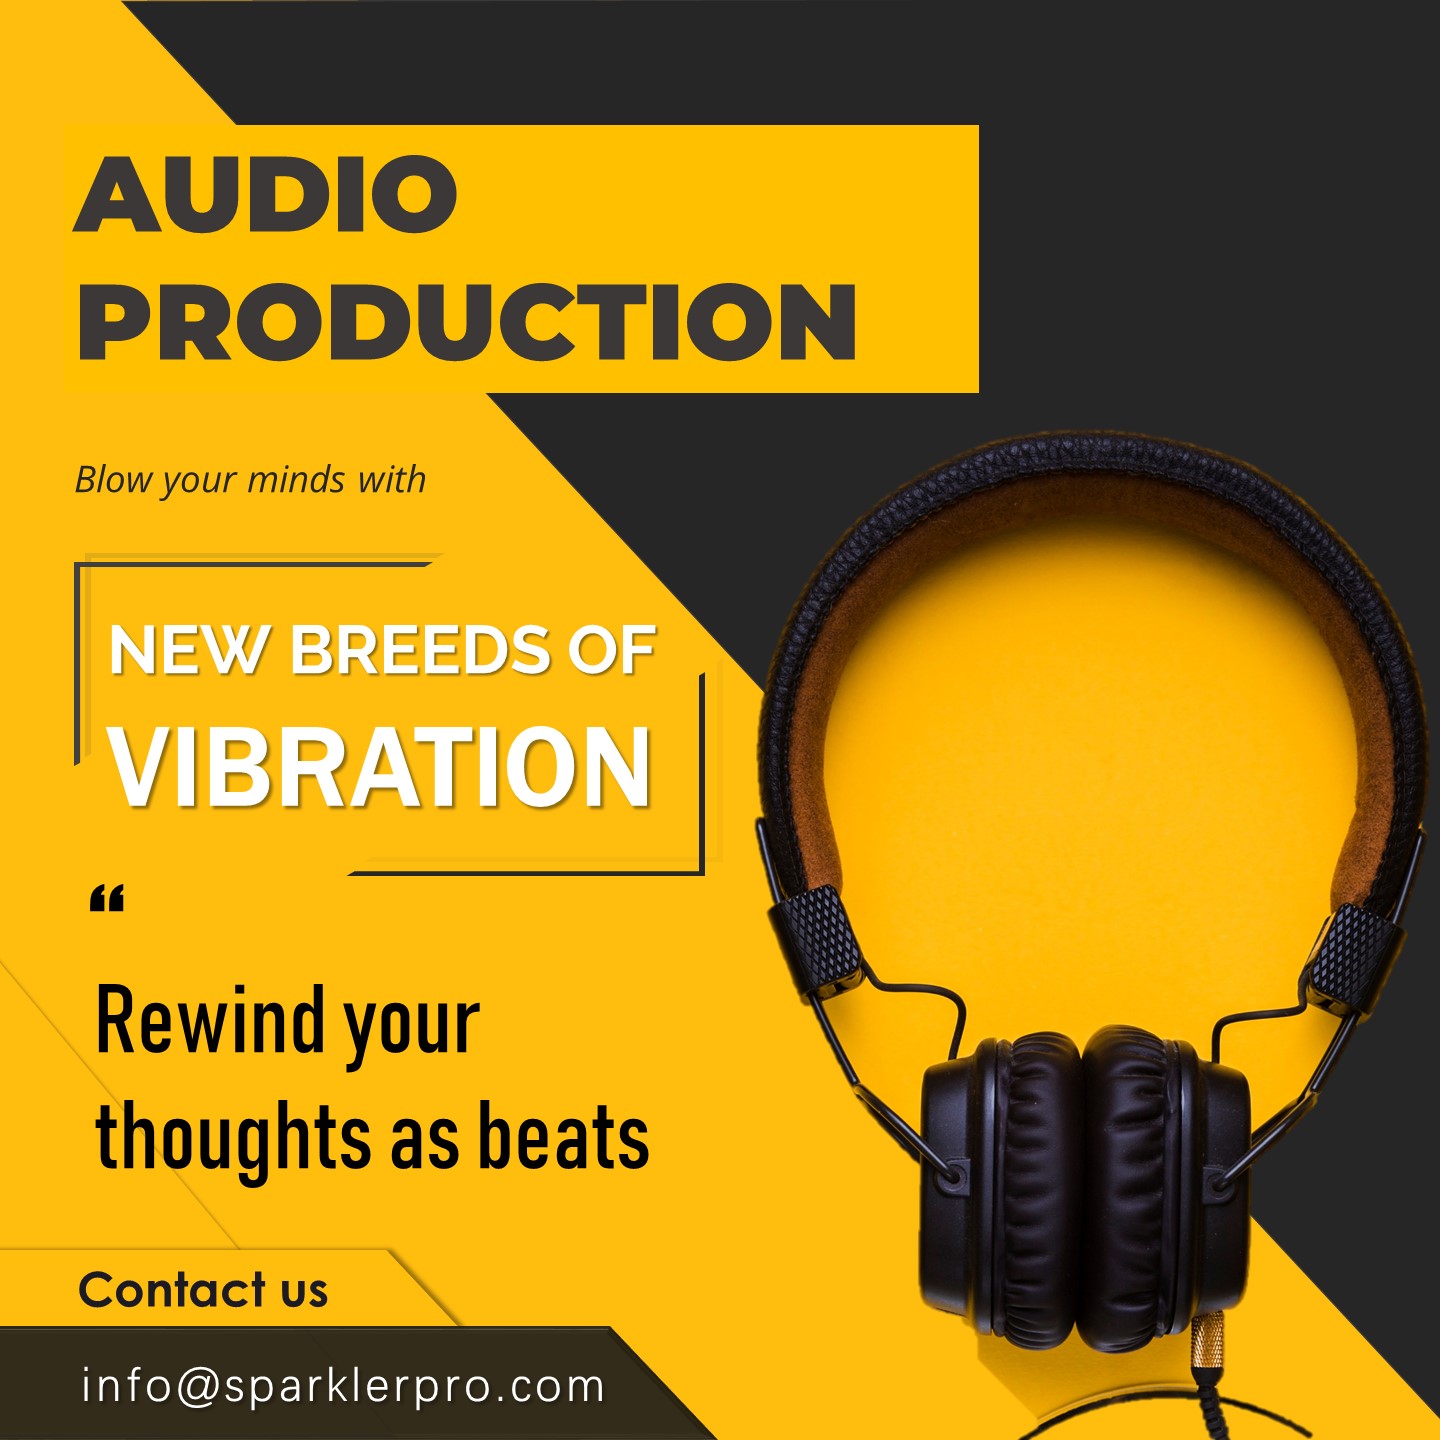 AUDIO
PRODUCTION
Blow your minds with
NEW BREEDS OF
VIBRATION
“
Rewind your
thoughts as beats
Contact us
info@sparklerpro.com